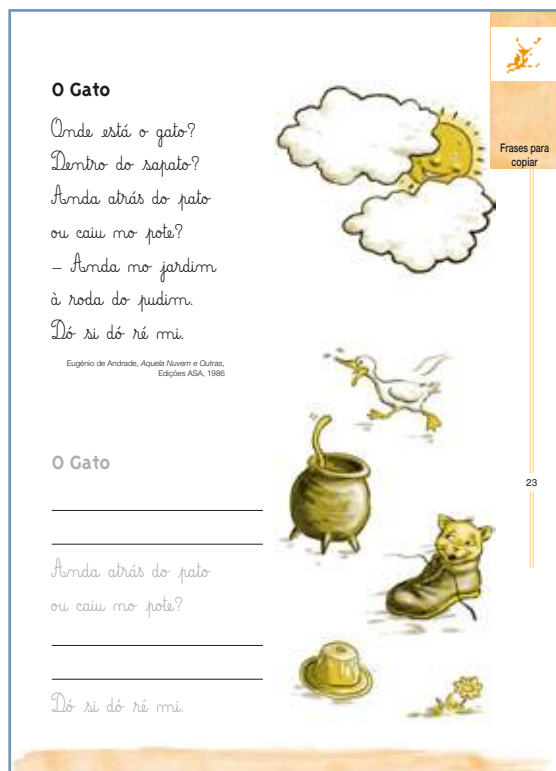 O Gato
Onde está o gato?
Dentro do sapato?
Anda atrás do pato
ou caiu no pote?
– Anda no jardim
à roda do pudim.
Dó si dó ré mi.
Eugénio de Andrade, Aquela Nuvem e Outras,
Edições ASA, 1986
O Gato
Anda atrás do pato
ou caiu no pote?
Dó si dó ré mi.
Frases para
copiar
23